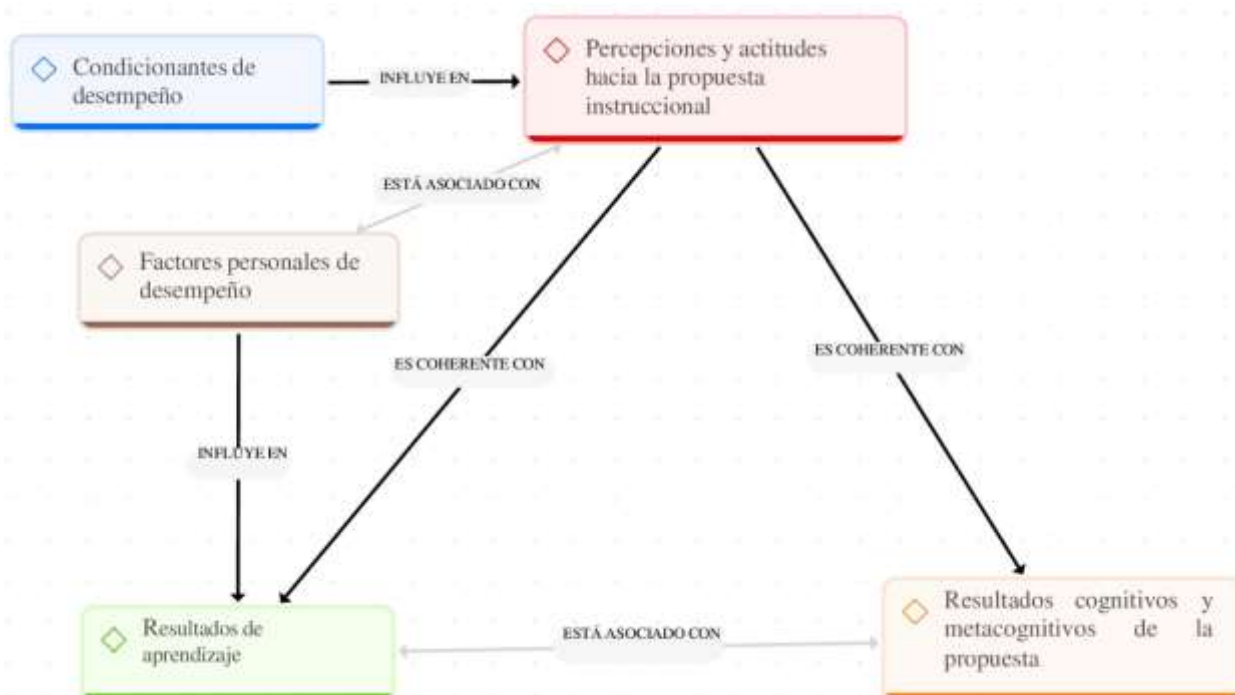 Condicionantes de
desempeño
INFLUYE EN
Percepciones y actitudes
hacia la propuesta
instruccional
ESTÁ ASOCIADO CON
Factores personales de
desempeño
ES COHERENTE CON
ES COHERENTE CON
INFLUYE EN
Resultados de
aprendizaje
ESTÁ ASOCIADO CON
Resultados cognitivos y
metacognitivos de la
propuesta